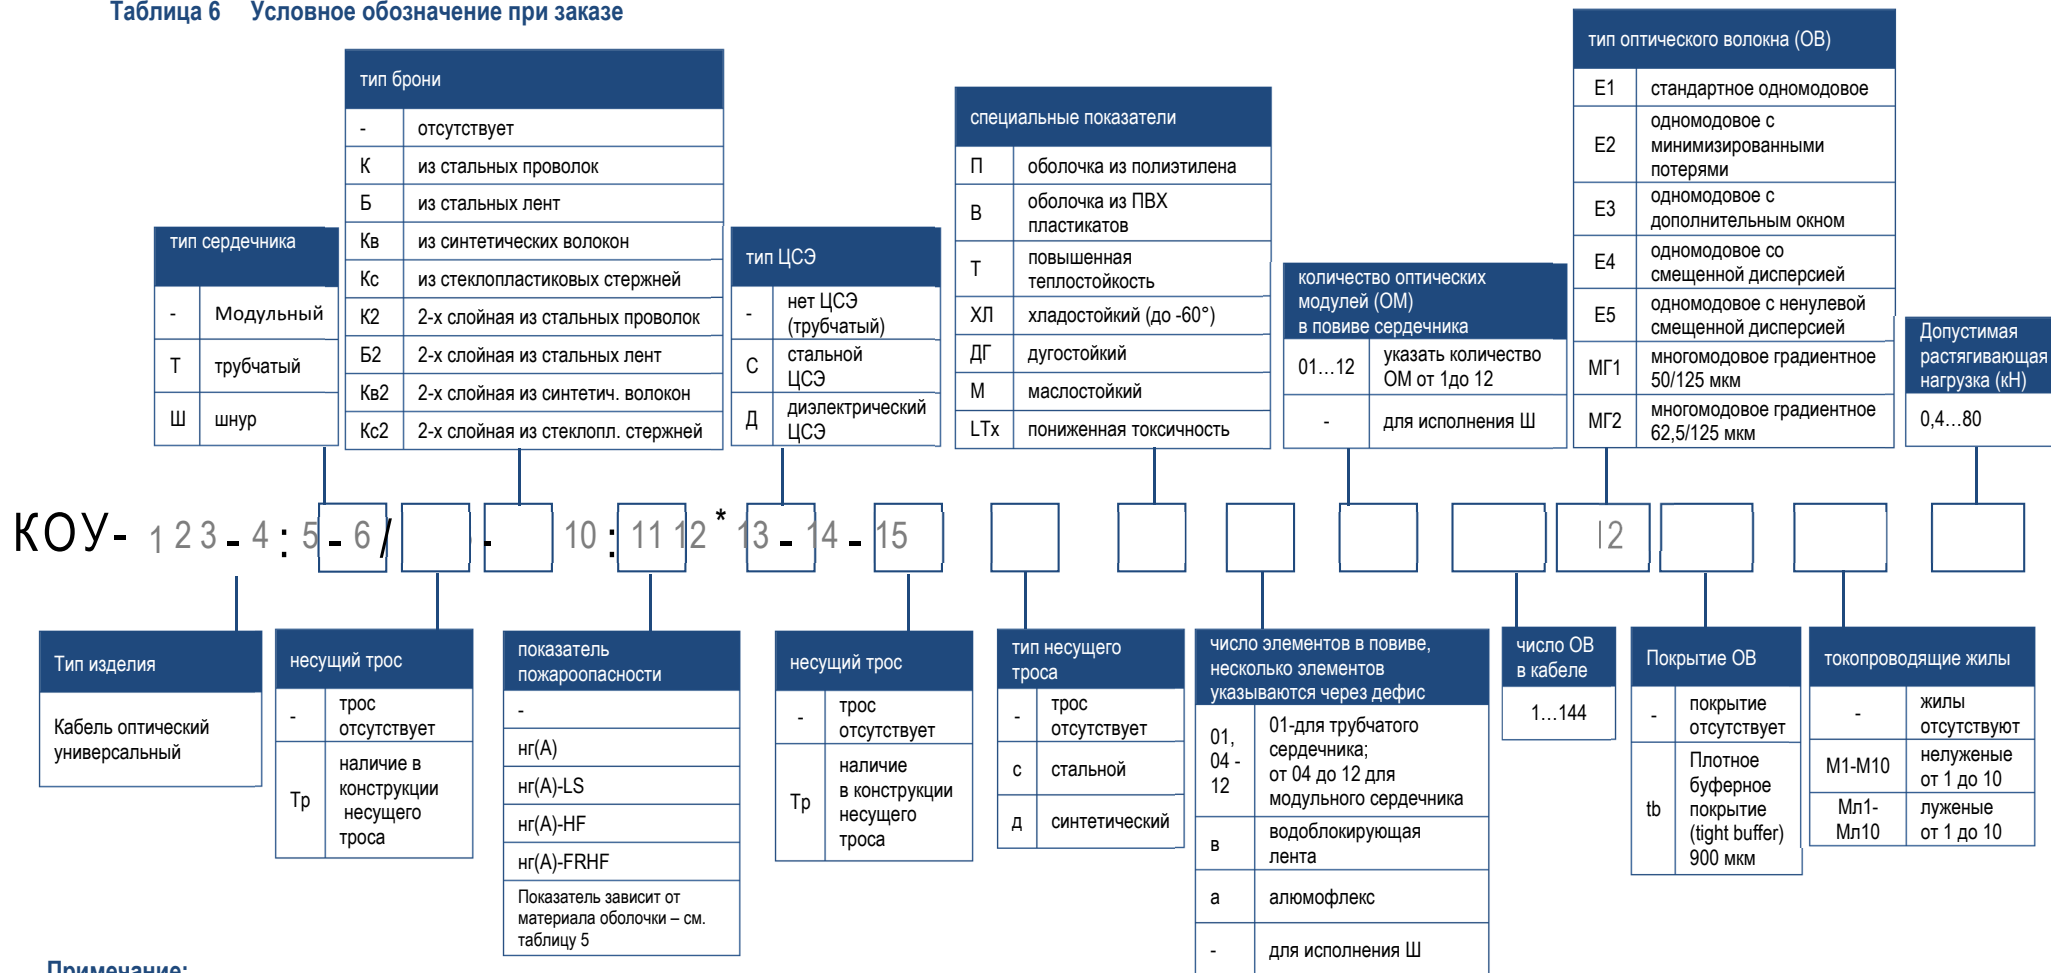 Таблица 6 Условное обозначение при заказе
тип брони
- отсутствует
К из стальных проволок
Б из стальных лент
Кв из синтетических волокон
Кс из стеклопластиковых стержней
К2 2-х слойная из стальных проволок
Б2 2-х слойная из стальных лент
Кв2 2-х слойная из синтетич. волокон
Кс2 2-х слойная из стеклопл. стержней
тип сердечника
- Модульный
Т трубчатый
Ш шнур
тип ЦСЭ
- нет ЦСЭ
(трубчатый)
С стальной
ЦСЭ
Д диэлектрический
ЦСЭ
специальные показатели
П оболочка из полиэтилена
В оболочка из ПВХ
пластикатов
Т повышенная
теплостойкость
ХЛ хладостойкий (до -60°)
ДГ дугостойкий
М маслостойкий
LTx пониженная токсичность
количество оптических
модулей (ОМ)
в повиве сердечника
01...12 указать количество
ОМ от 1до 12
- для исполнения Ш
тип оптического волокна (ОВ)
Е1 стандартное одномодовое
Е2 одномодовое с
минимизированными
потерями
Е3 одномодовое с
дополнительным окном
Е4 одномодовое со
смещенной дисперсией
Е5 одномодовое с ненулевой
смещенной дисперсией
МГ1 многомодовое градиентное
50/125 мкм
МГ2 многомодовое градиентное
62,5/125 мкм
Допустимая
растягивающая
нагрузка (кН)
0,4...80
КОУ- 1 2 3 - 4 : 5 - 6 / - 10 : 11 12 * 13 - 14 - 15 12
Тип изделия
Кабель оптический
универсальный
несущий трос
- трос
отсутствует
Тр наличие в
конструкции
несущего
троса
показатель
пожароопасности
-
нг(А)
нг(А)-LS
нг(А)-HF
нг(А)-FRHF
Показатель зависит от
материала оболочки – см.
таблицу 5
несущий трос
- трос
отсутствует
Тр наличие
в конструкции
несущего
троса
тип несущего
троса
- трос
отсутствует
с стальной
д синтетический
число элементов в повиве,
несколько элементов
указываются через дефис
01,
04 -
12
01-для трубчатого
сердечника;
от 04 до 12 для
модульного сердечника
в водоблокирующая
лента
а алюмофлекс
- для исполнения Ш
число ОВ
в кабеле
1...144
Покрытие ОВ
- покрытие
отсутствует
tb Плотное
буферное
покрытие
(tight buffer)
900 мкм
токопроводящие жилы
- жилы
отсутствуют
М1-М10 нелуженые
от 1 до 10
Мл1-
Мл10
луженые
от 1 до 10
Примечание: